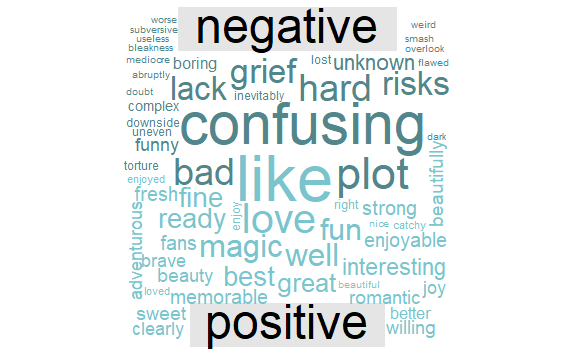 negative
worse
weird
subversive
useless
smash
bleakness
overlook
mediocre boring grief lost unknown flawed
abruptly lack hard risks
doubt inevitably
complex
downside confusing
uneven
funny dark
torture bad like plot beautifully
enjoyed
fresh fine enjoy right strong
adventurous ready love fun nice catchy
fans magic well enjoyable
brave
beauty best great interesting
loved memorable beautiful romantic joy
sweet better
clearly positive willing